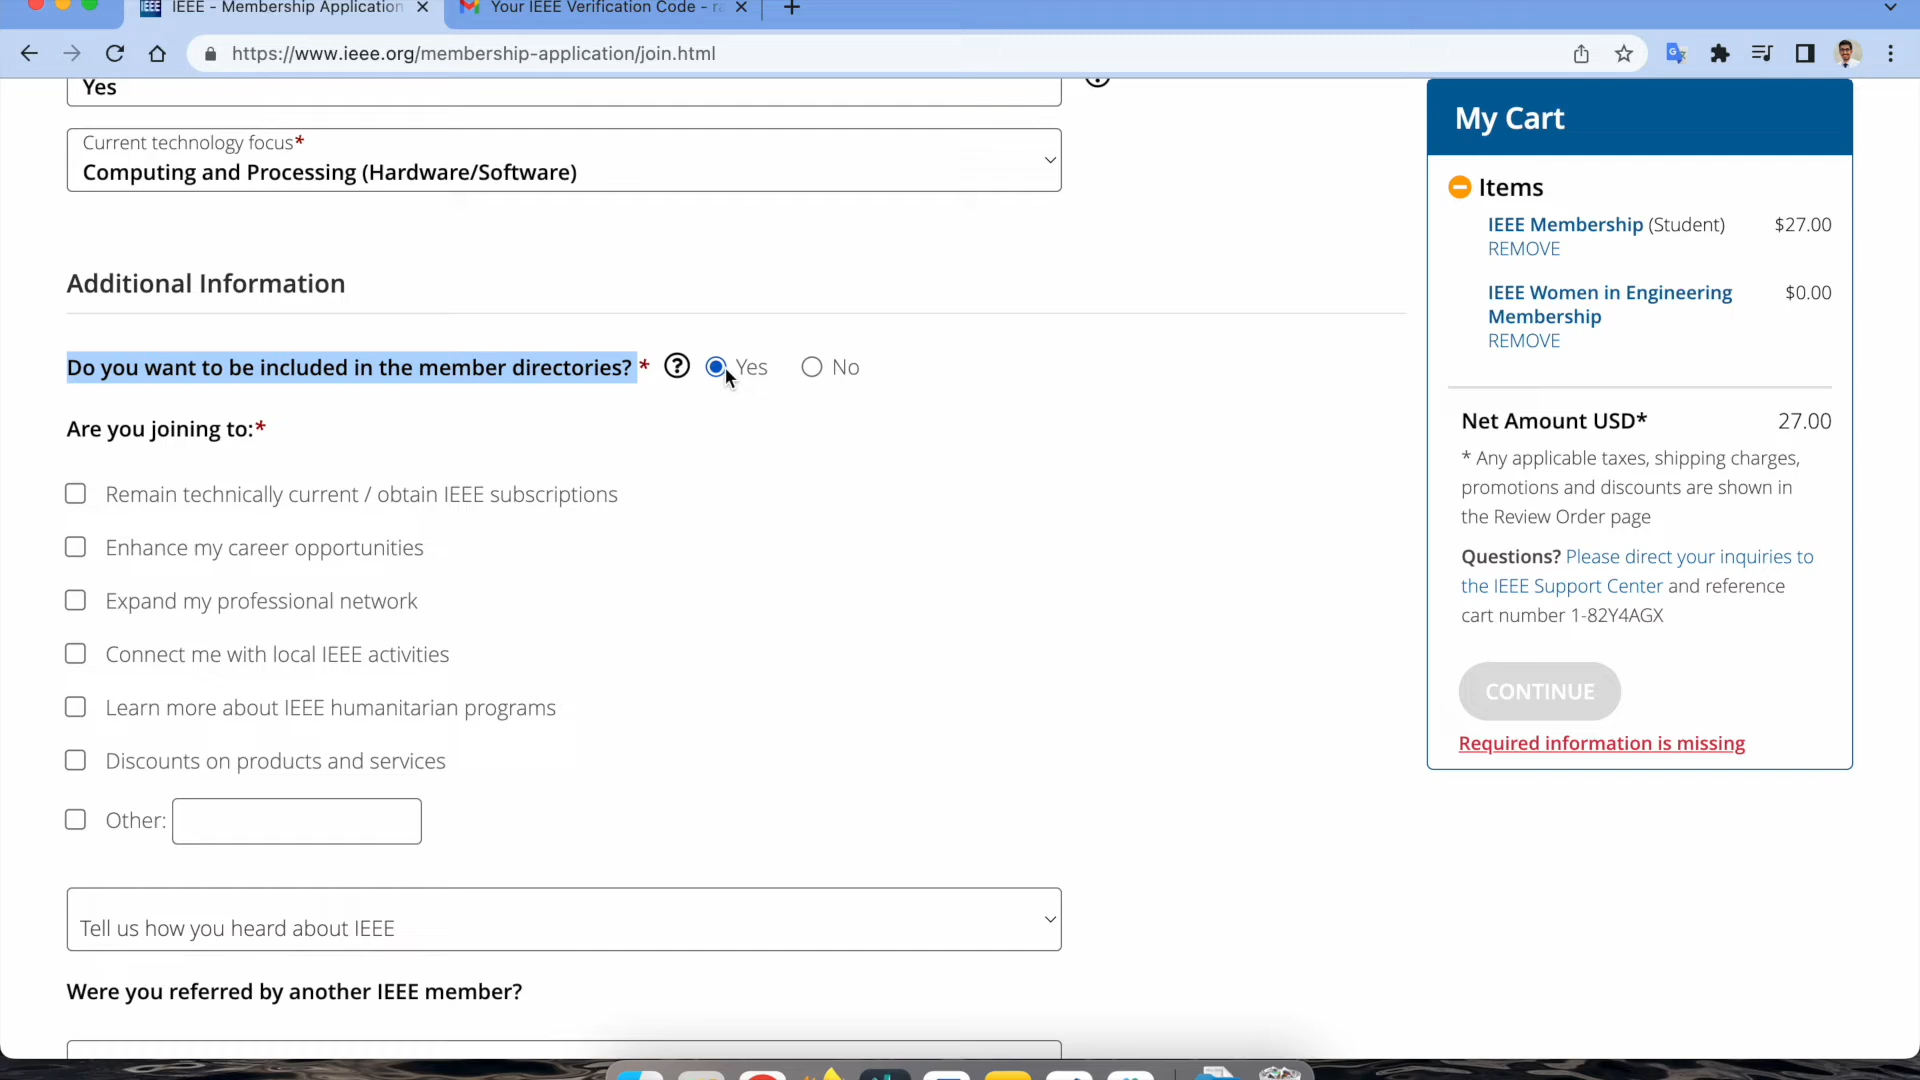 IEEE - Membership Application
Your IEEE Verification Code - ra
https://www.ieee.org/membership-application/join.html
Yes
Current technology focus*
Computing and Processing (Hardware/Software)
Additional Information
Do you want to be included in the member directories? * Yes No
Are you joining to:*
Remain technically current / obtain IEEE subscriptions
Enhance my career opportunities
Expand my professional network
Connect me with local IEEE activities
Learn more about IEEE humanitarian programs
Discounts on products and services
Other:
Tell us how you heard about IEEE
Were you referred by another IEEE member?
My Cart
Items
IEEE Membership (Student) $27.00
REMOVE
IEEE Women in Engineering $0.00
Membership
REMOVE
Net Amount USD* 27.00
* Any applicable taxes, shipping charges,
promotions and discounts are shown in
the Review Order page
Questions? Please direct your inquiries to
the IEEE Support Center and reference
cart number 1-82Y4AGX
CONTINUE
Required information is missing